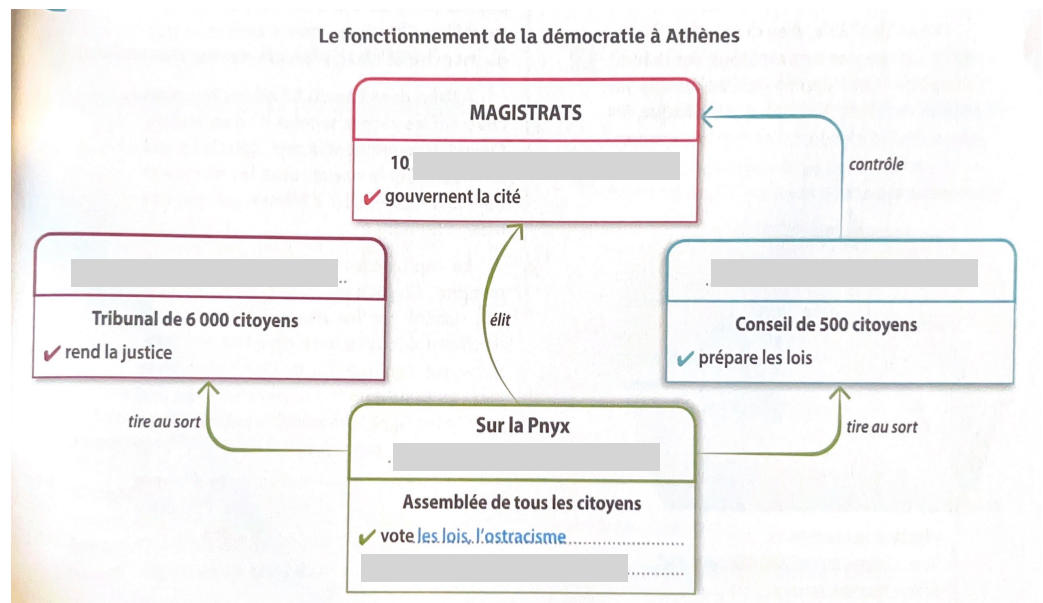 Le fonctionnement de la démocratie à Athènes
MAGISTRATS
10
✔ gouvernent la cité
contrôle
Tribunal de 6 000 citoyens
✔ rend la justice
élit
Conseil de 500 citoyens
✔ prépare les lois
tire au sort
Sur la Pnyx
tire au sort
Assemblée de tous les citoyens
✔ vote les lois, l'ostracisme